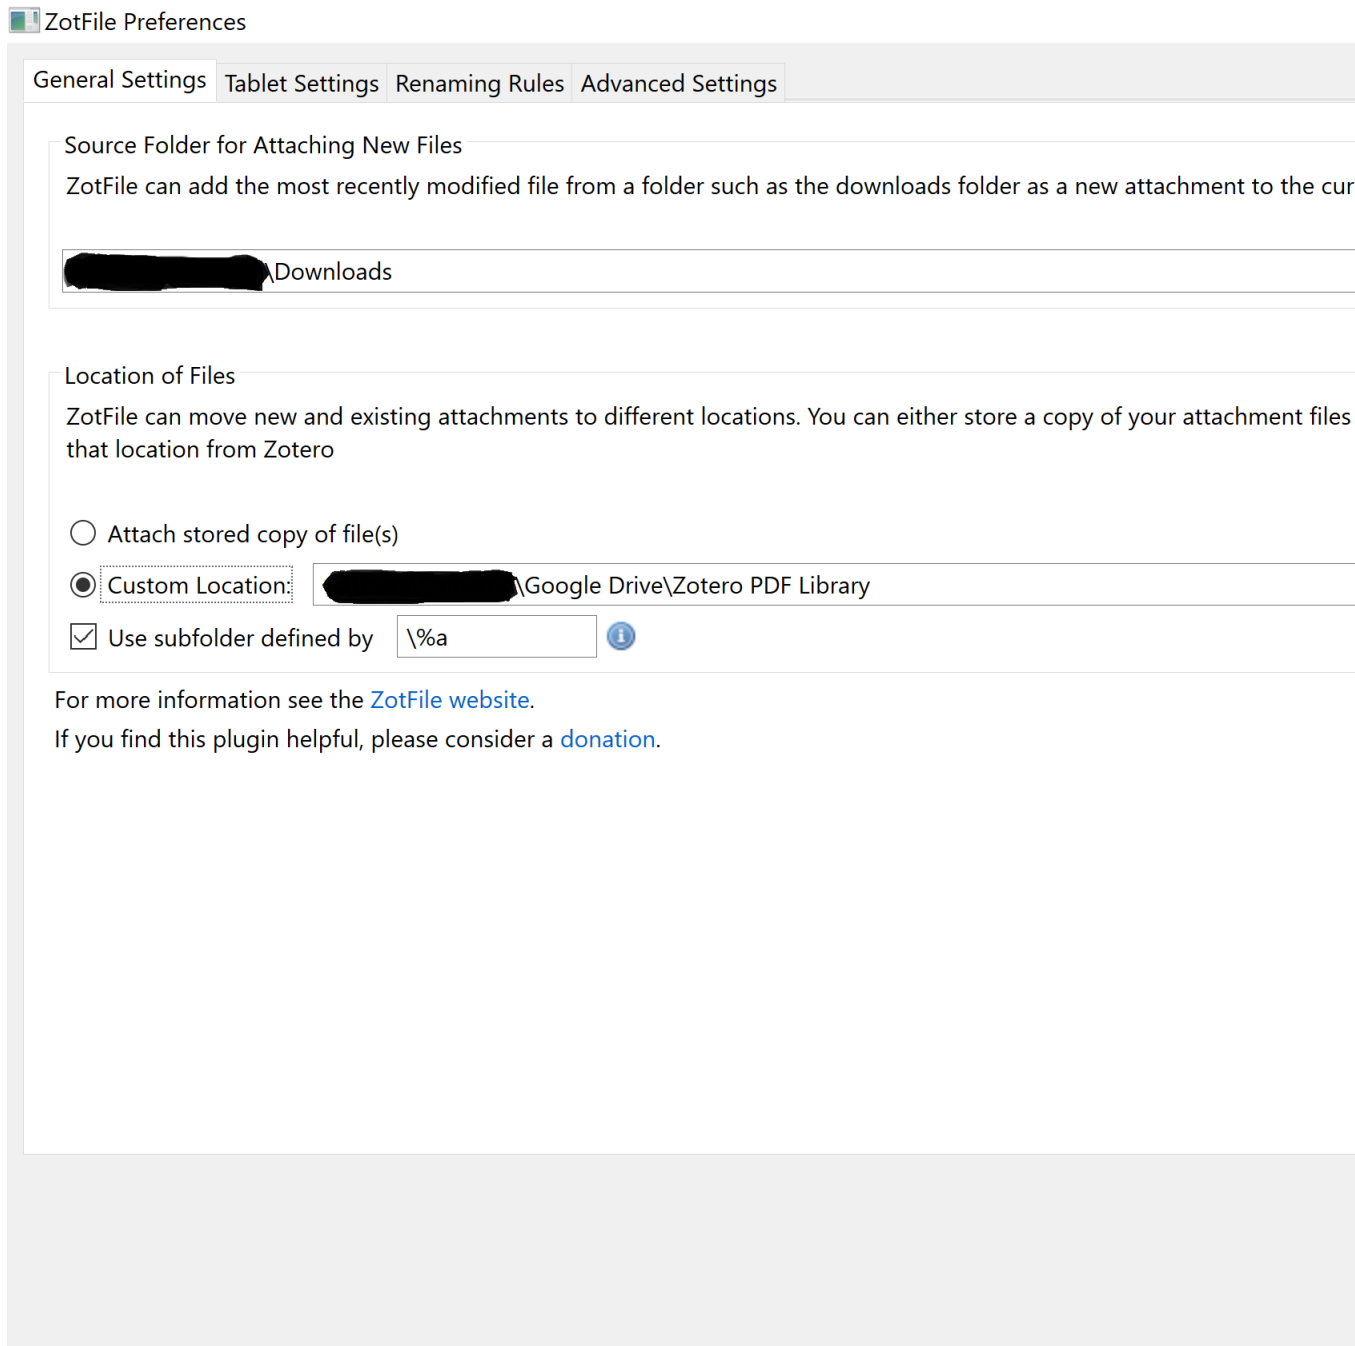 ZotFile Preferences
General Settings
Tablet Settings
Renaming Rules
Advanced Settings
Source Folder for Attaching New Files
ZotFile can add the most recently modified file from a folder such as the downloads folder as a new attachment to the cur
\Downloads
Location of Files
ZotFile can move new and existing attachments to different locations. You can either store a copy of your attachment files
that location from Zotero
Attach stored copy of file(s)
Custom Location:
\Google Drive\Zotero PDF Library
Use subfolder defined by
\%a
For more information see the ZotFile website.
If you find this plugin helpful, please consider a donation.